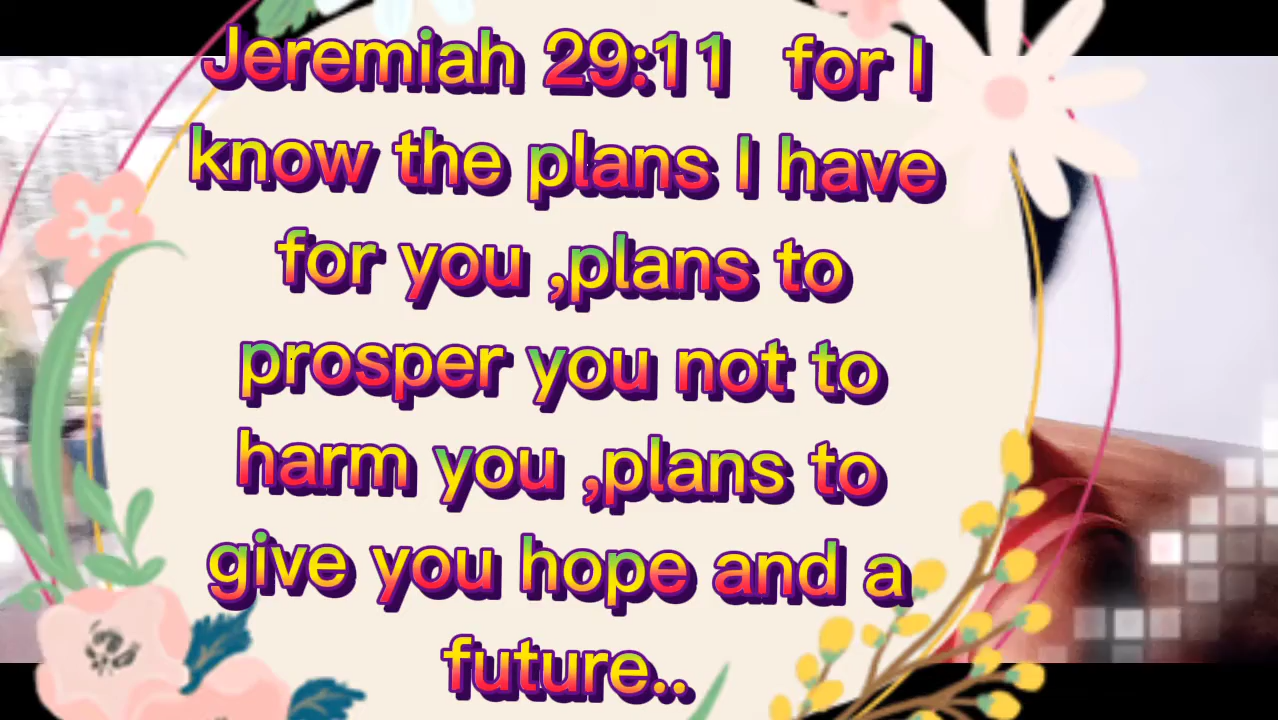 Jeremiah 29:11 for I
know the plans I have
for you ,plans to
prosper you not to
harm you ,plans to
give you hope and a
future..